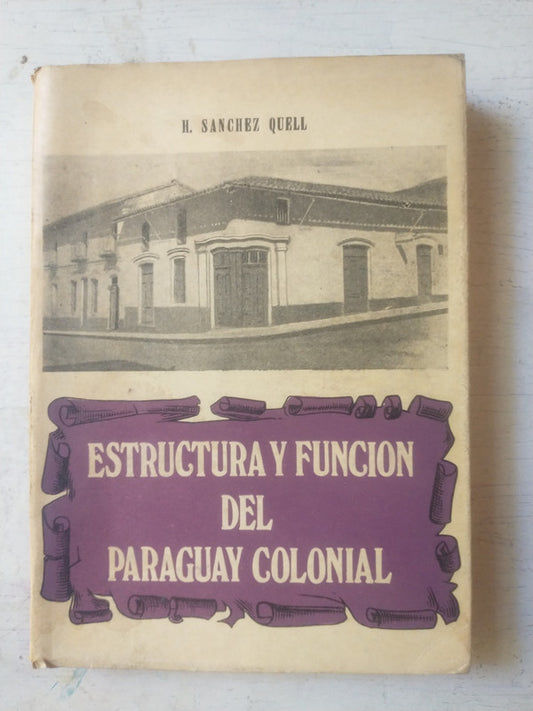 H. SANCHEZ QUELL
ESTRUCTURA Y FUNCION
DEL
PARAGUAY COLONIAL